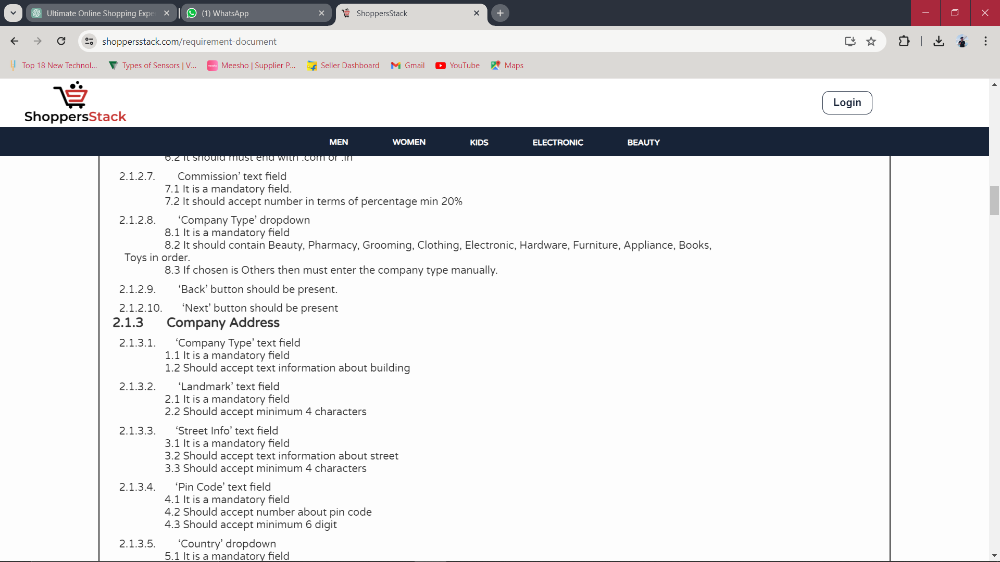 Ultimate Online Shopping Expe
(1) WhatsApp
ShoppersStack
shoppersstack.com/requirement-document
Top 18 New Technol...
Types of Sensors | V...
Meesho | Supplier P...
Seller Dashboard
Gmail
YouTube
Maps
ShoppersStack
Login
MEN
WOMEN
KIDS
ELECTRONIC
BEAUTY
6.2 It should must end with .com or .in
2.1.2.7. Commission’ text field
7.1 It is a mandatory field.
7.2 It should accept number in terms of percentage min 20%
2.1.2.8. ‘Company Type’ dropdown
8.1 It is a mandatory field
8.2 It should contain Beauty, Pharmacy, Grooming, Clothing, Electronic, Hardware, Furniture, Appliance, Books,
Toys in order.
8.3 If chosen is Others then must enter the company type manually.
2.1.2.9. ‘Back’ button should be present.
2.1.2.10. ‘Next’ button should be present
2.1.3 Company Address
2.1.3.1. ‘Company Type’ text field
1.1 It is a mandatory field
1.2 Should accept text information about building
2.1.3.2. ‘Landmark’ text field
2.1 It is a mandatory field
2.2 Should accept minimum 4 characters
2.1.3.3. ‘Street Info’ text field
3.1 It is a mandatory field
3.2 Should accept text information about street
3.3 Should accept minimum 4 characters
2.1.3.4. ‘Pin Code’ text field
4.1 It is a mandatory field
4.2 Should accept number about pin code
4.3 Should accept minimum 6 digit
2.1.3.5. ‘Country’ dropdown
5.1 It is a mandatory field